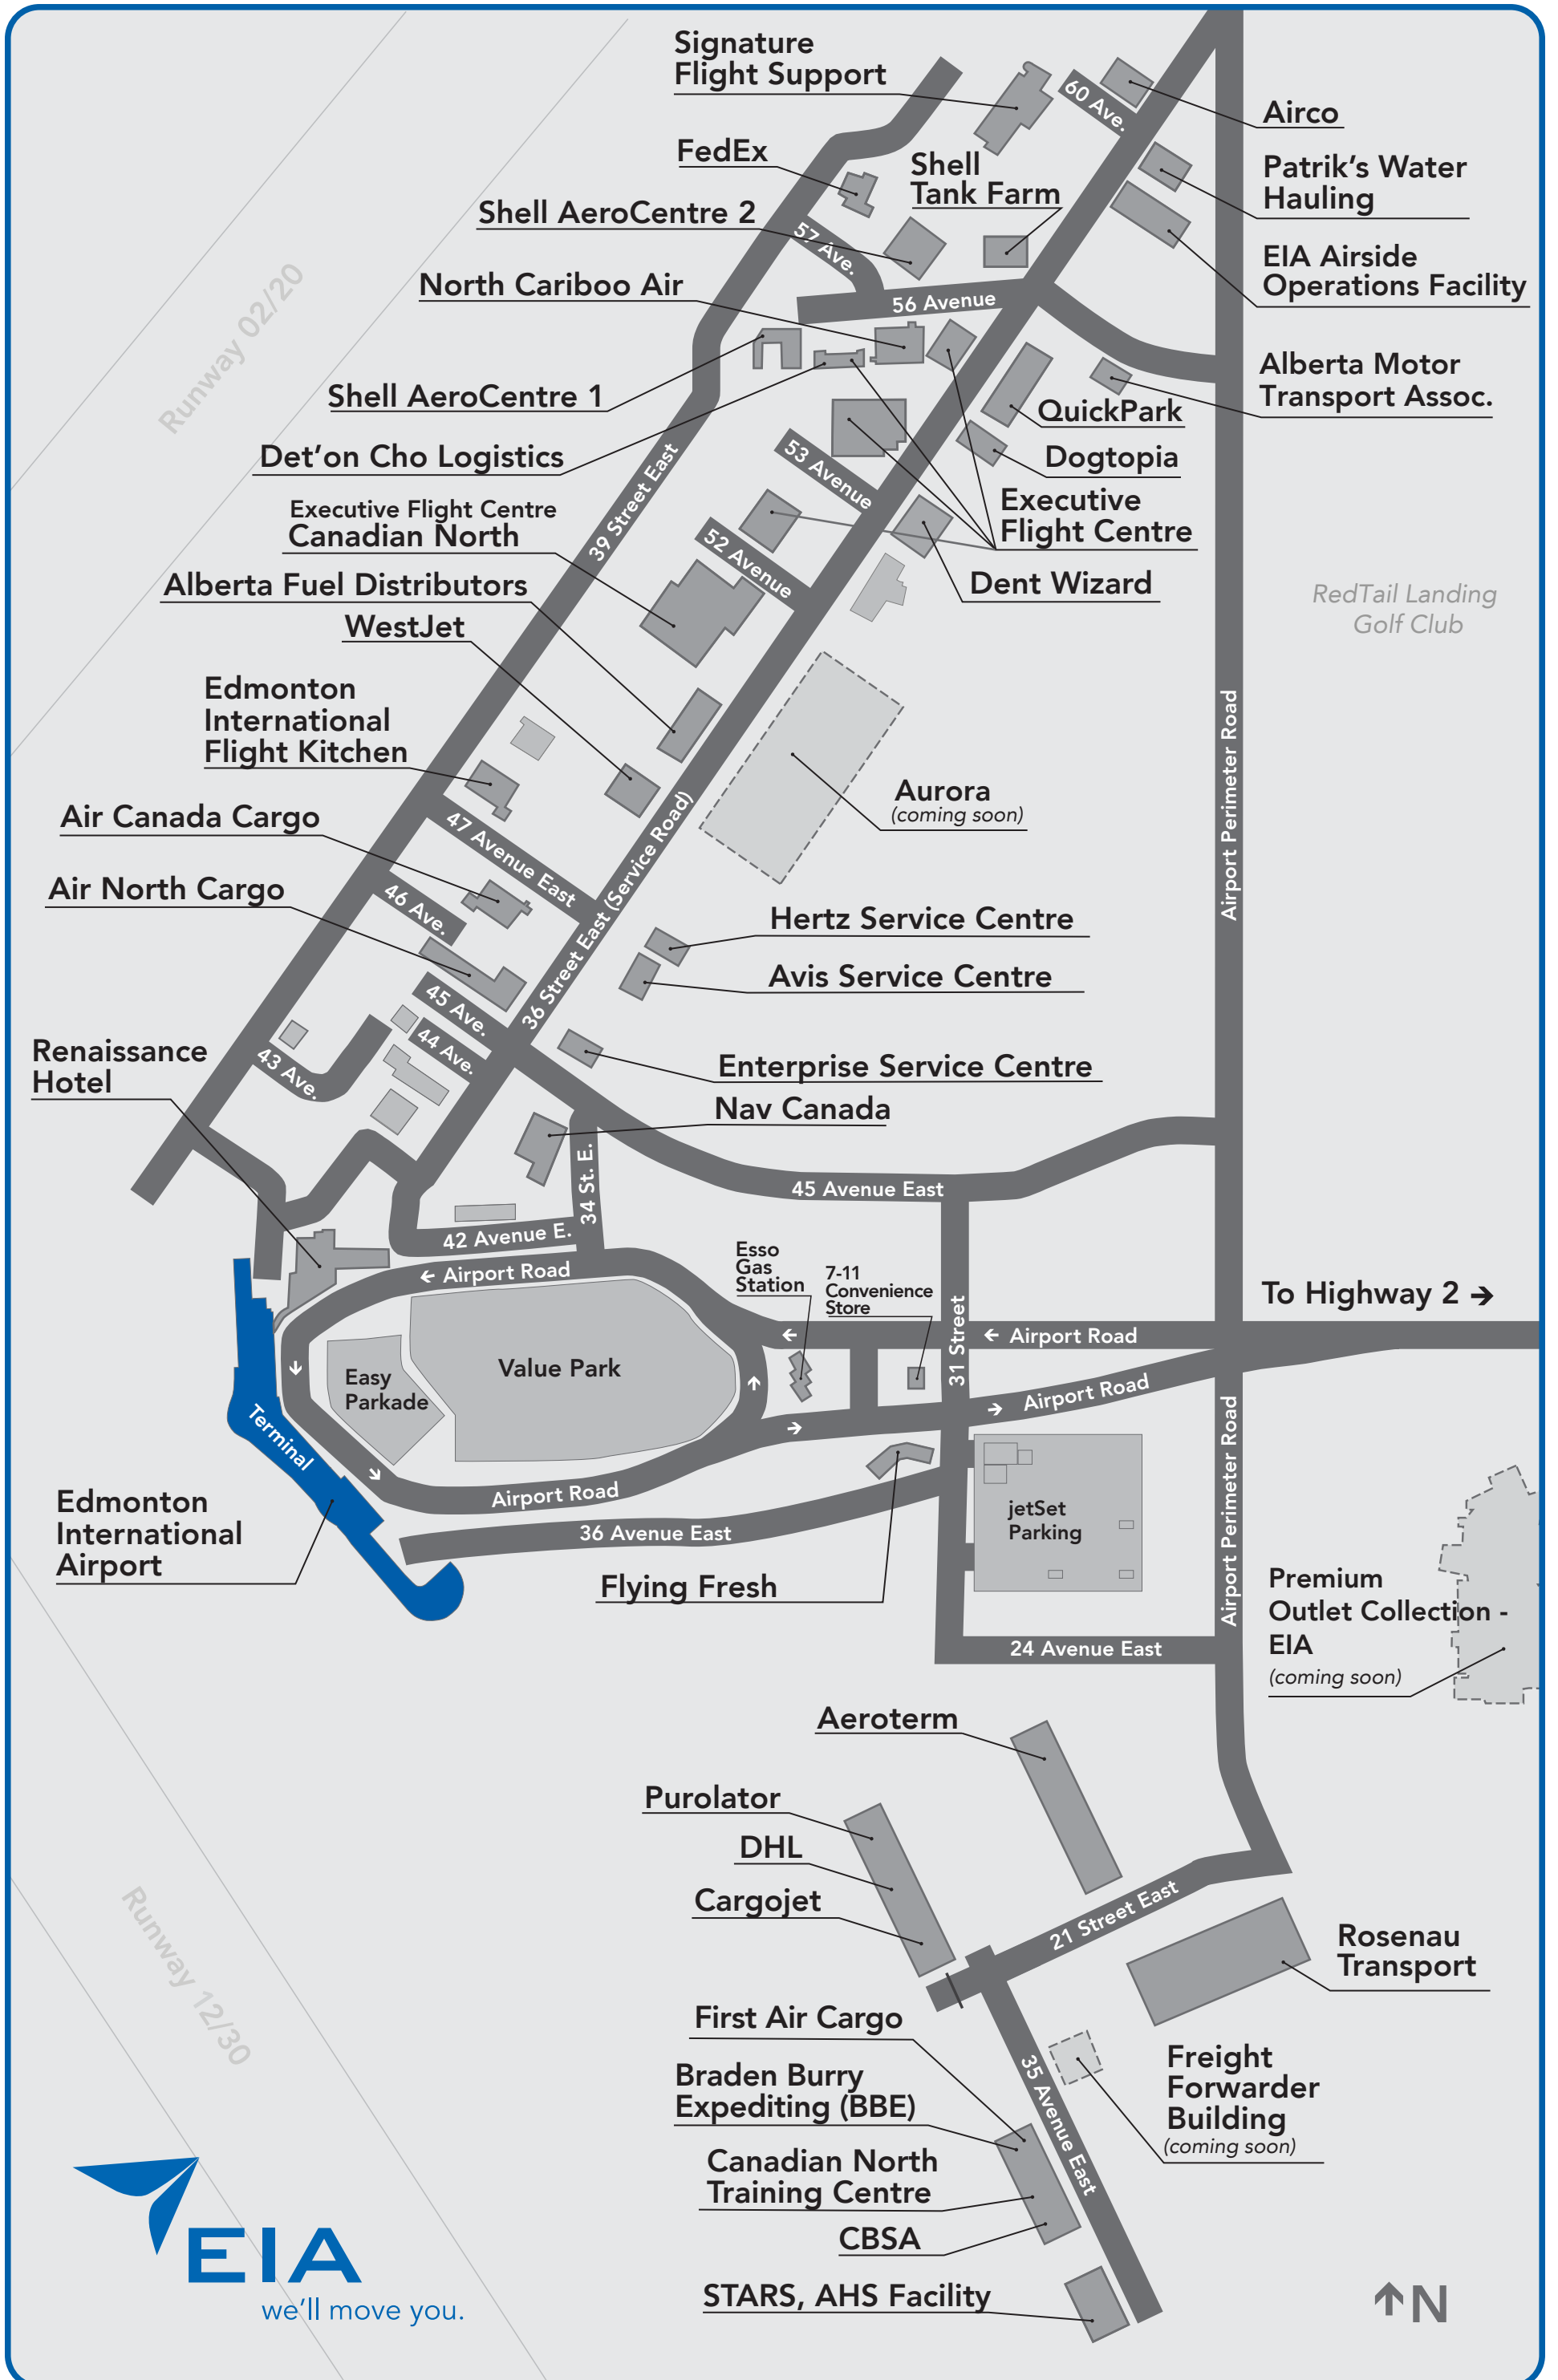 Signature
Flight Support
60 Ave.
Airco
FedEx
Shell
Tank Farm
Patrik's Water
Hauling
Shell AeroCentre 2
57 Ave.
EIA Airside
Operations Facility
North Cariboo Air
56 Avenue
Runway 02/20
Shell AeroCentre 1
Alberta Motor
Transport Assoc.
QuickPark
Det'on Cho Logistics
53 Avenue
Dogtopia
39 Street East
Executive Flight Centre
Canadian North
Executive
Flight Centre
52 Avenue
Alberta Fuel Distributors
Dent Wizard
RedTail Landing
Golf Club
WestJet
Edmonton
International
Flight Kitchen
Airport Perimeter Road
Aurora
(coming soon)
Air Canada Cargo
47 Avenue East
36 Street East (Service Road)
Air North Cargo
46 Ave.
Hertz Service Centre
Avis Service Centre
45 Ave.
44 Ave.
Renaissance
Hotel
43 Ave.
Enterprise Service Centre
Nav Canada
34 St. E.
45 Avenue East
42 Avenue E.
Esso
Gas
Station
7-11
Convenience
Store
← Airport Road
To Highway 2 →
31 Street
← Airport Road
Value Park
Easy
Parkade
Airport Road
Terminal
Airport Road
Airport Perimeter Road
Edmonton
International
Airport
36 Avenue East
jetSet
Parking
Flying Fresh
Premium
Outlet Collection -
EIA
(coming soon)
24 Avenue East
Aeroterm
Purolator
DHL
Cargojet
21 Street East
Rosenau
Transport
Runway 12/30
First Air Cargo
35 Avenue East
Freight
Forwarder
Building
(coming soon)
Braden Burry
Expediting (BBE)
Canadian North
Training Centre
CBSA
STARS, AHS Facility
EIA
we'll move you.
↑N